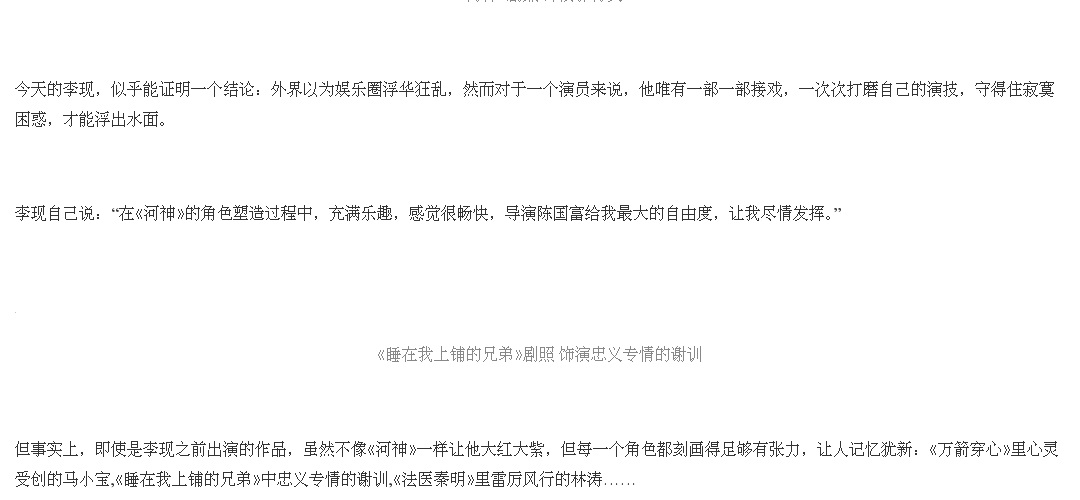 今天的李现，似乎能证明一个结论：外界以为娱乐圈浮华狂乱，然而对于一个演员来说，他唯有一部一部接戏，一次次打磨自己的演技，守得住寂寞
困惑，才能浮出水面。
李现自己说：“在《河神》的角色塑造过程中，充满乐趣，感觉很畅快，导演陈国富给我最大的自由度，让我尽情发挥。”
《睡在我上铺的兄弟》剧照 饰演忠义专情的谢训
但事实上，即使是李现之前出演的作品，虽然不像《河神》一样让他大红大紫，但每一个角色都刻画得足够有张力，让人记忆犹新：《万箭穿心》里心灵
受创的马小宝,《睡在我上铺的兄弟》中忠义专情的谢训,《法医秦明》里雷厉风行的林涛……